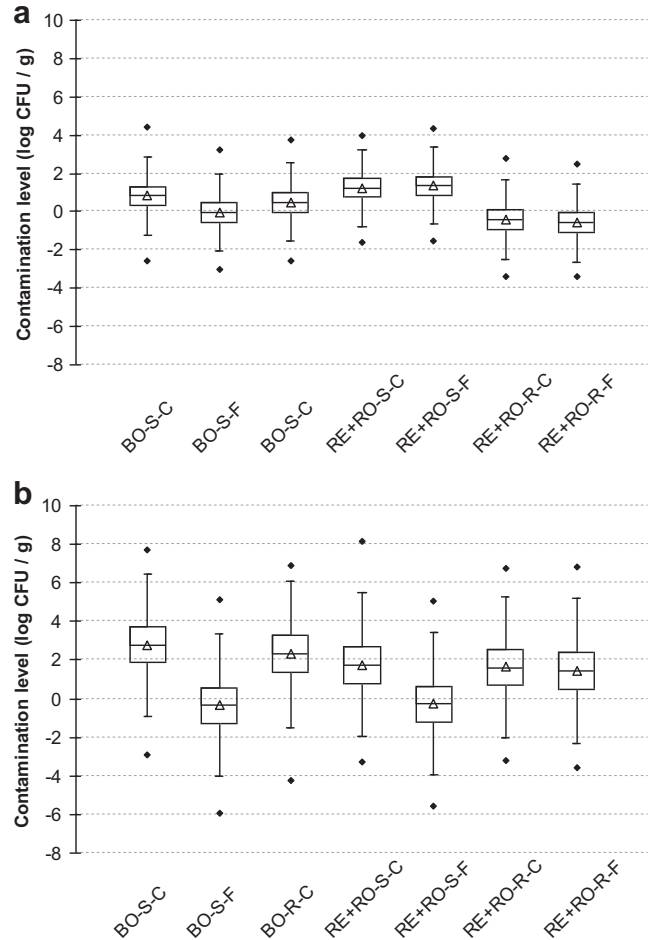 a
Contamination level (log CFU / g)
10
8
6
4
2
0
-2
-4
-6
-8
BO-S-C
BO-S-F
BO-S-C
RE+RO-S-C
RE+RO-S-F
RE+RO-R-C
RE+RO-R-F
b
Contamination level (log CFU / g)
10
8
6
4
2
0
-2
-4
-6
-8
BO-S-C
BO-S-F
BO-R-C
RE+RO-S-C
RE+RO-S-F
RE+RO-R-C
RE+RO-R-F